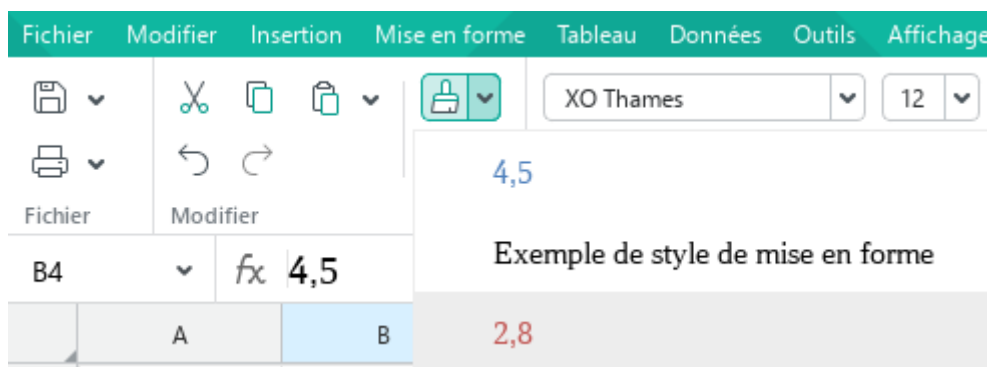 Fichier Modifier Insertion Mise en forme Tableau Données Outils Affichage
XO Thames 12
4,5
Fichier Modifier
Exemple de style de mise en forme
B4 fx 4,5
A B 2,8